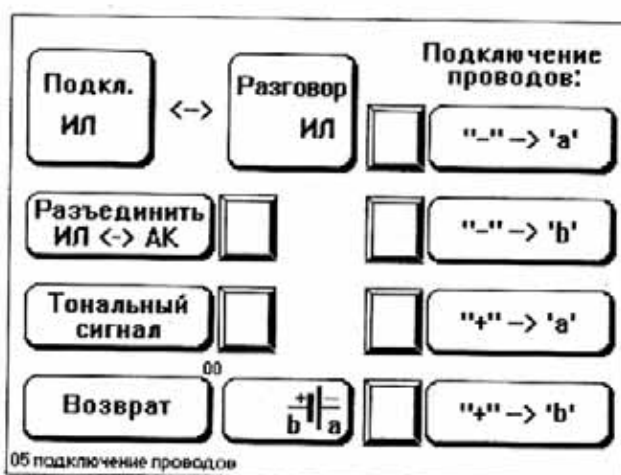 Подключение
проводов:
Подкл.
ИЛ
<->
Разговор
ИЛ
"-" -> 'a'
Разъединить
ИЛ <-> АК
"-" -> 'b'
Тональный
сигнал
"+" -> 'a'
00
Возврат
+ -
b a
"+" -> 'b'
05 подключение проводов